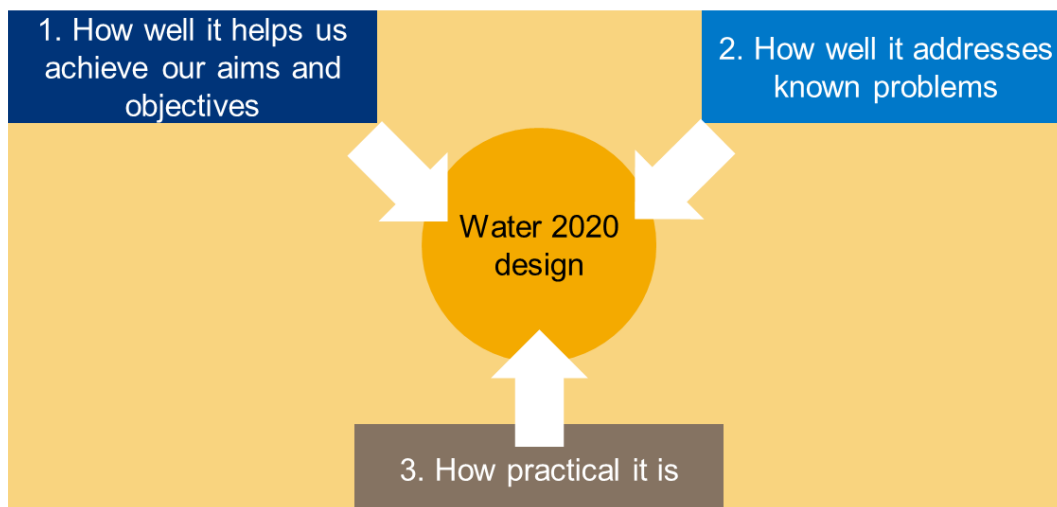 1. How well it helps us
achieve our aims and
objectives
2. How well it addresses
known problems
Water 2020
design
3. How practical it is